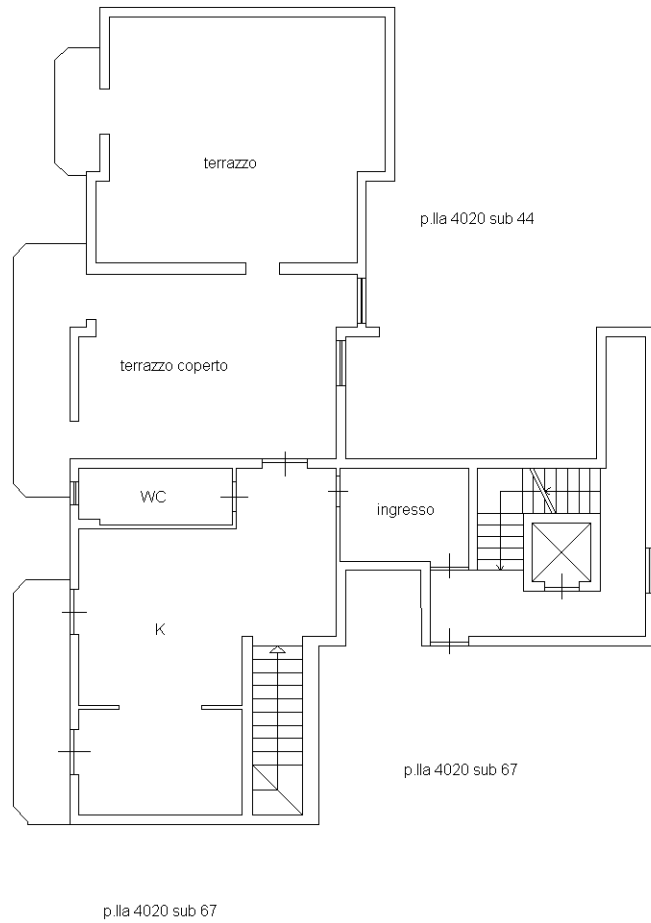 terrazzo
p.lla 4020 sub 44
terrazzo coperto
WC
ingresso
K
p.lla 4020 sub 67
p.lla 4020 sub 67